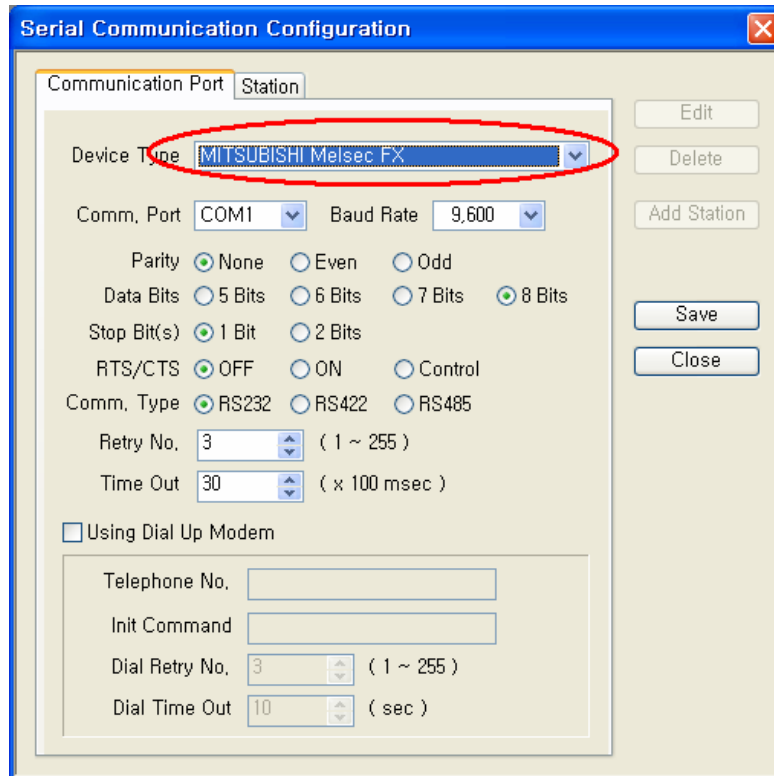 Serial Communication Configuration
Communication Port Station
Edit
Device Type MITSUBISHI Melsec FX
Delete
Comm, Port COM1 Baud Rate 9,600
Add Station
Parity None Even Odd
Data Bits 5 Bits 6 Bits 7 Bits 8 Bits
Save
Stop Bit(s) 1 Bit 2 Bits
RTS/CTS OFF ON Control
Close
Comm, Type RS232 RS422 RS485
Retry No, 3 ( 1 ~ 255 )
Time Out 30 ( x 100 msec )
Using Dial Up Modem
Telephone No,
Init Command
Dial Retry No, 3 ( 1 ~ 255 )
Dial Time Out 10 ( sec )